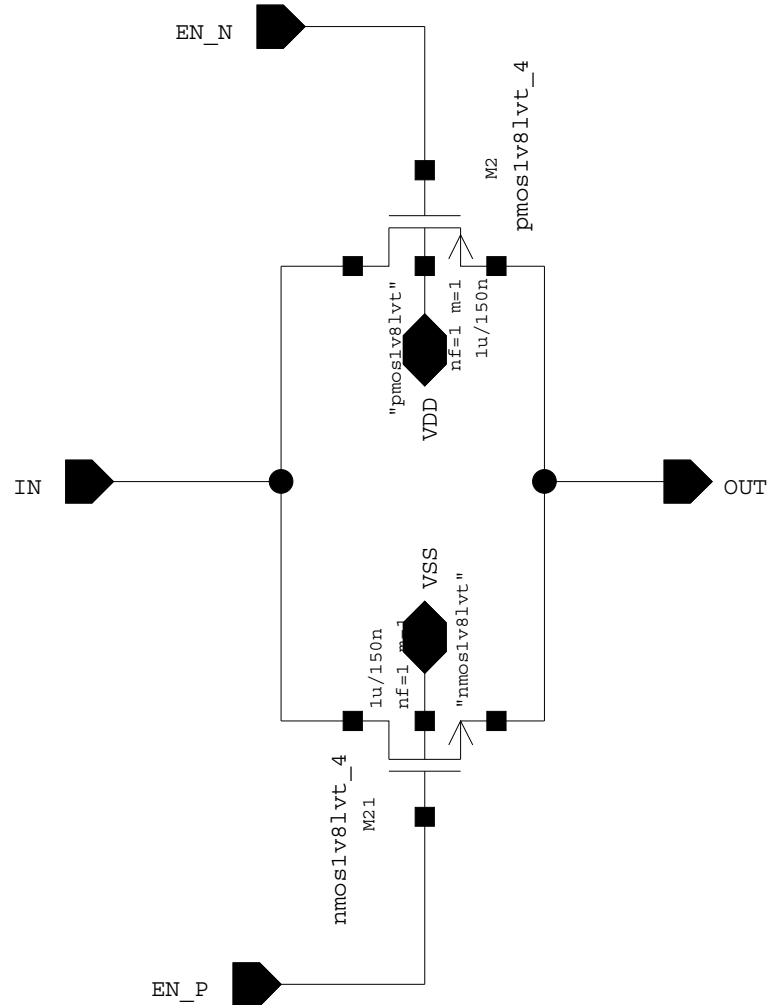 EN_N
M2
pmos1v8lvt_4
"pmos1v8lvt"
nf=1 m=1
1u/150n
VDD
IN
OUT
VSS
1u/150n
nf=1 m=1
"nmos1v8lvt"
nmos1v8lvt_4
M21
EN_P